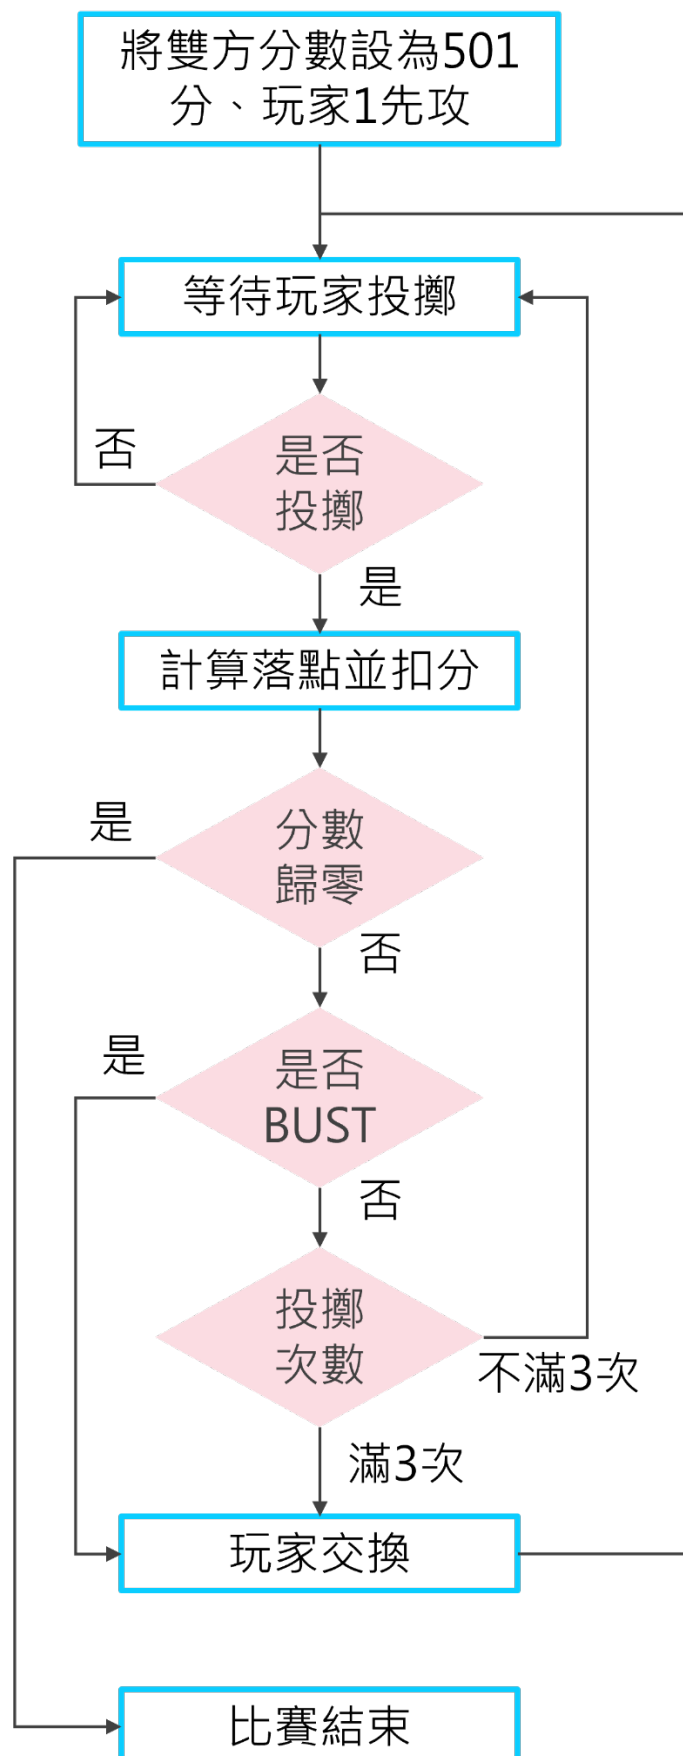 將雙方分數設為501
分、玩家1先攻
等待玩家投擲
否
是否
投擲
是
計算落點並扣分
是
分數
歸零
否
是
是否
BUST
否
投擲
次數
不滿3次
滿3次
玩家交換
比賽結束